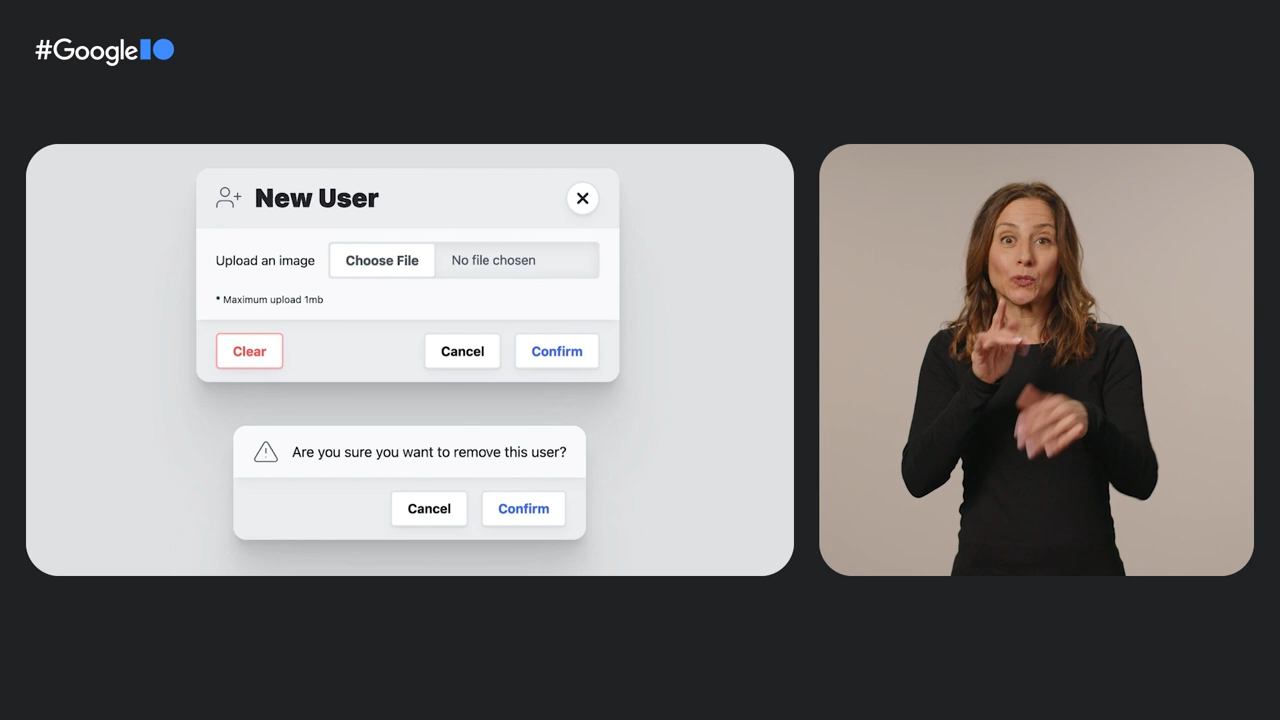 #GoogleIO
New User
Upload an image Choose File No file chosen
* Maximum upload 1mb
Clear Cancel Confirm
Are you sure you want to remove this user?
Cancel Confirm